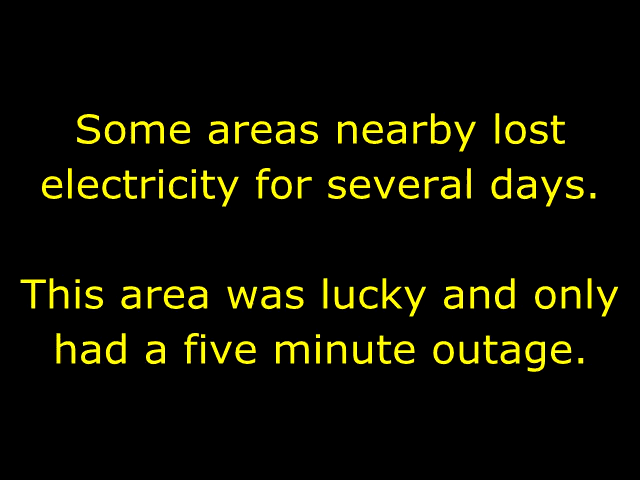 Some areas nearby lost
electricity for several days.
This area was lucky and only
had a five minute outage.